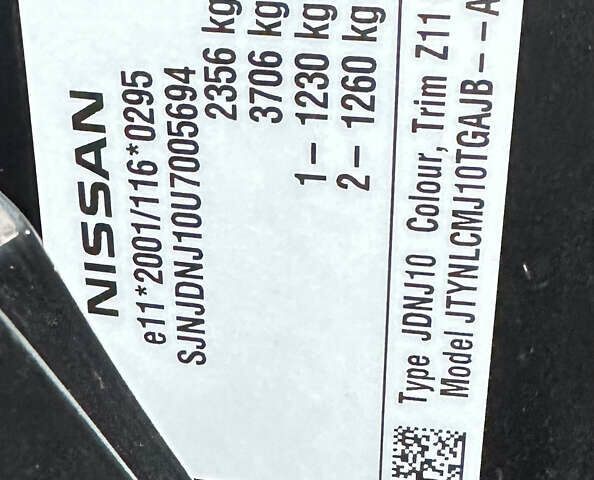 NISSAN
e11*2001/116*0295
SJNJDNJ10U7005694
2356 kg
3706 kg
1– 1230 kg
2– 1260 kg
Type JDNJ10 Colour, Trim Z11
Model JTYNLCMJ10TGAJB - - A